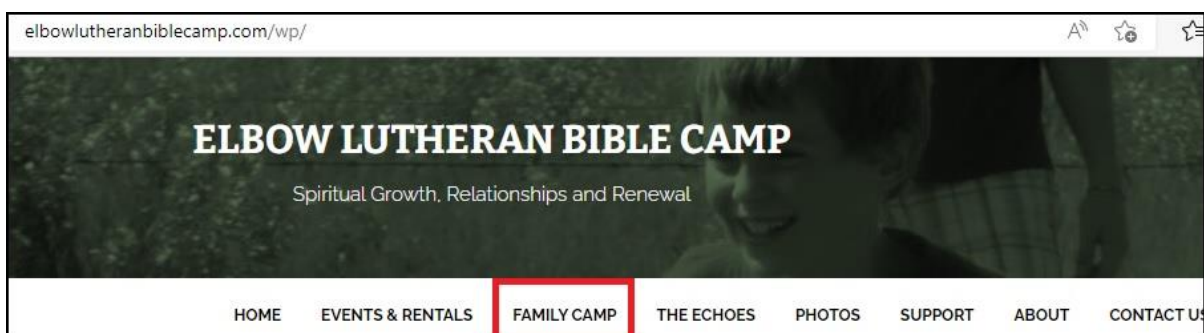 elbowlutheranbiblecamp.com/wp/
ELBOW LUTHERAN BIBLE CAMP
Spiritual Growth, Relationships and Renewal
HOME EVENTS & RENTALS FAMILY CAMP THE ECHOES PHOTOS SUPPORT ABOUT CONTACT U